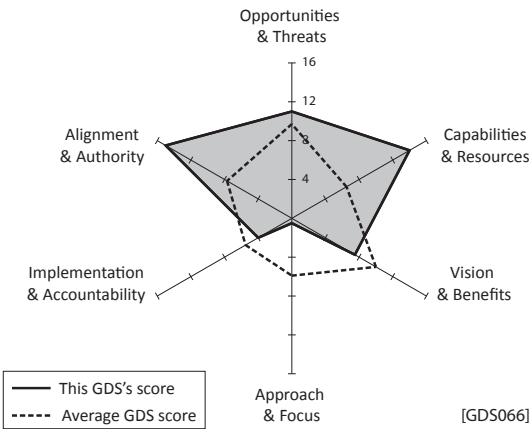 Opportunities
& Threats
16
12
8
4
Alignment
& Authority
Capabilities
& Resources
Implementation
& Accountability
Vision
& Benefits
Approach
& Focus
This GDS's score
Average GDS score
[GDS066]